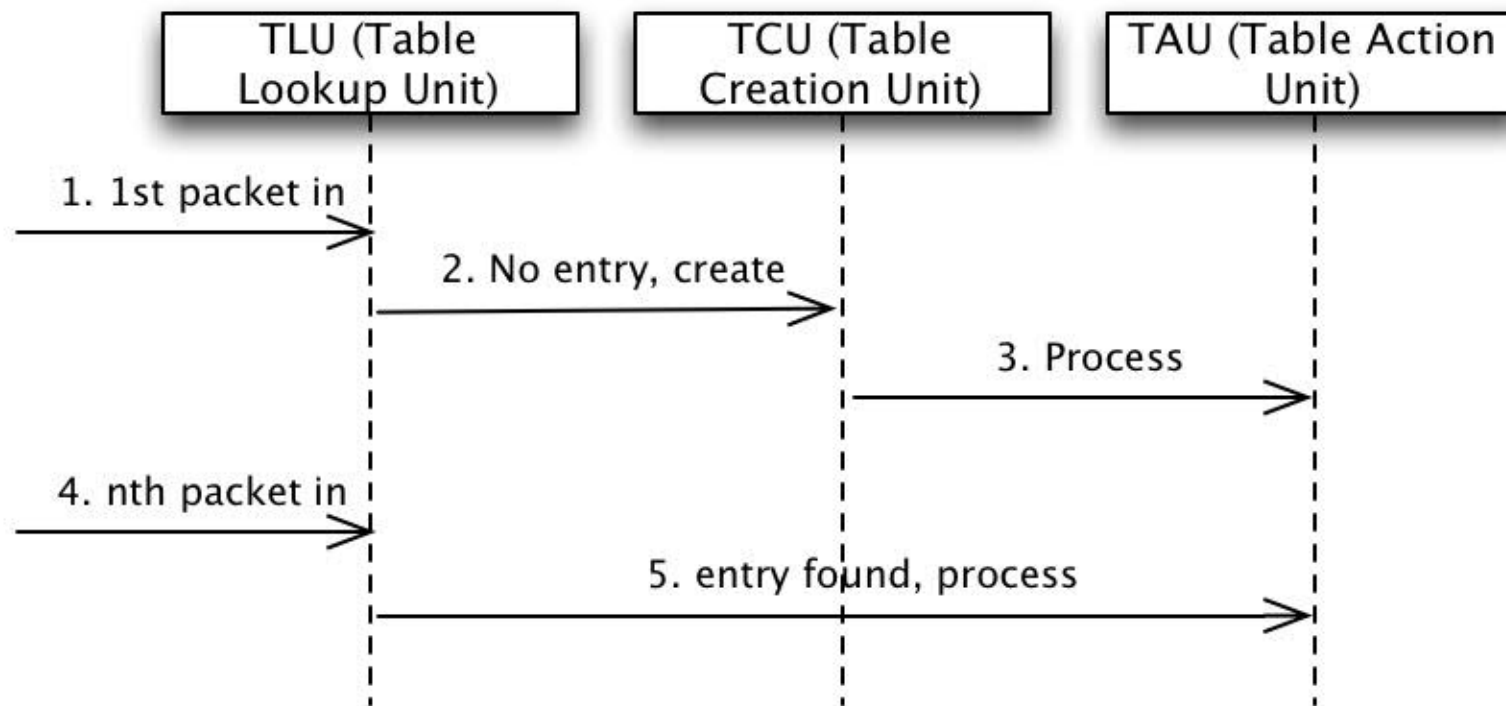 TLU (Table
Lookup Unit)
TCU (Table
Creation Unit)
TAU (Table Action
Unit)
1. 1st packet in
2. No entry, create
3. Process
4. nth packet in
5. entry found, process